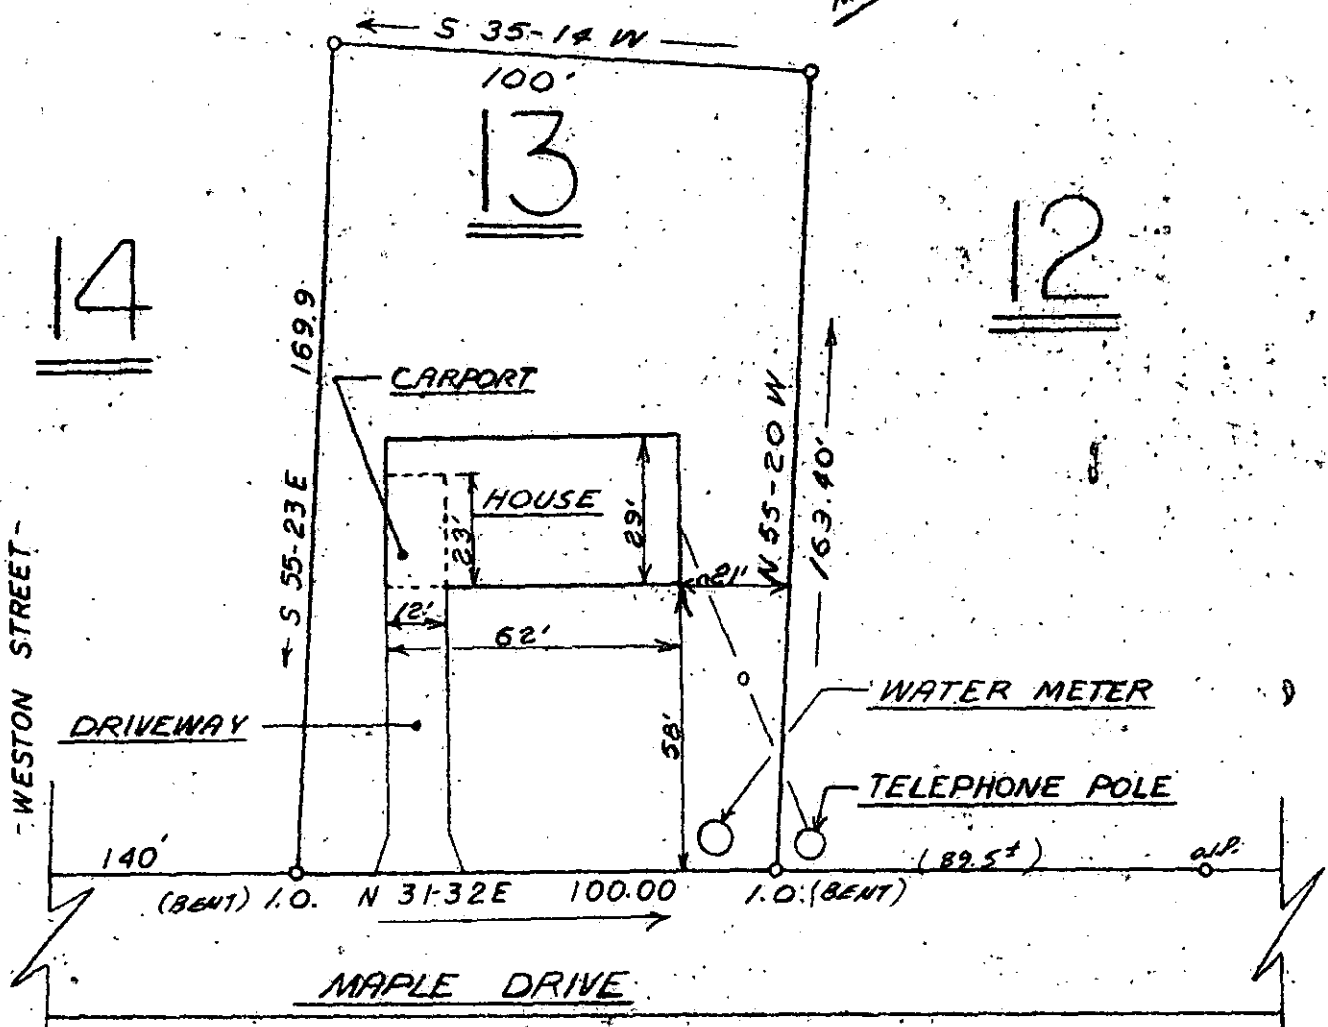 S 35-14 W
100'
13
14
12
169.9
S 55-23 E
CARPORT
HOUSE
23'
29'
N 55-20 W
163.40'
21'
12'
62'
58'
-WESTON STREET-
DRIVEWAY
WATER METER
TELEPHONE POLE
140'
(89.5±)
O.I.P.
(BENT) I.O.
N 31-32 E
100.00
I.O. (BENT)
MAPLE DRIVE